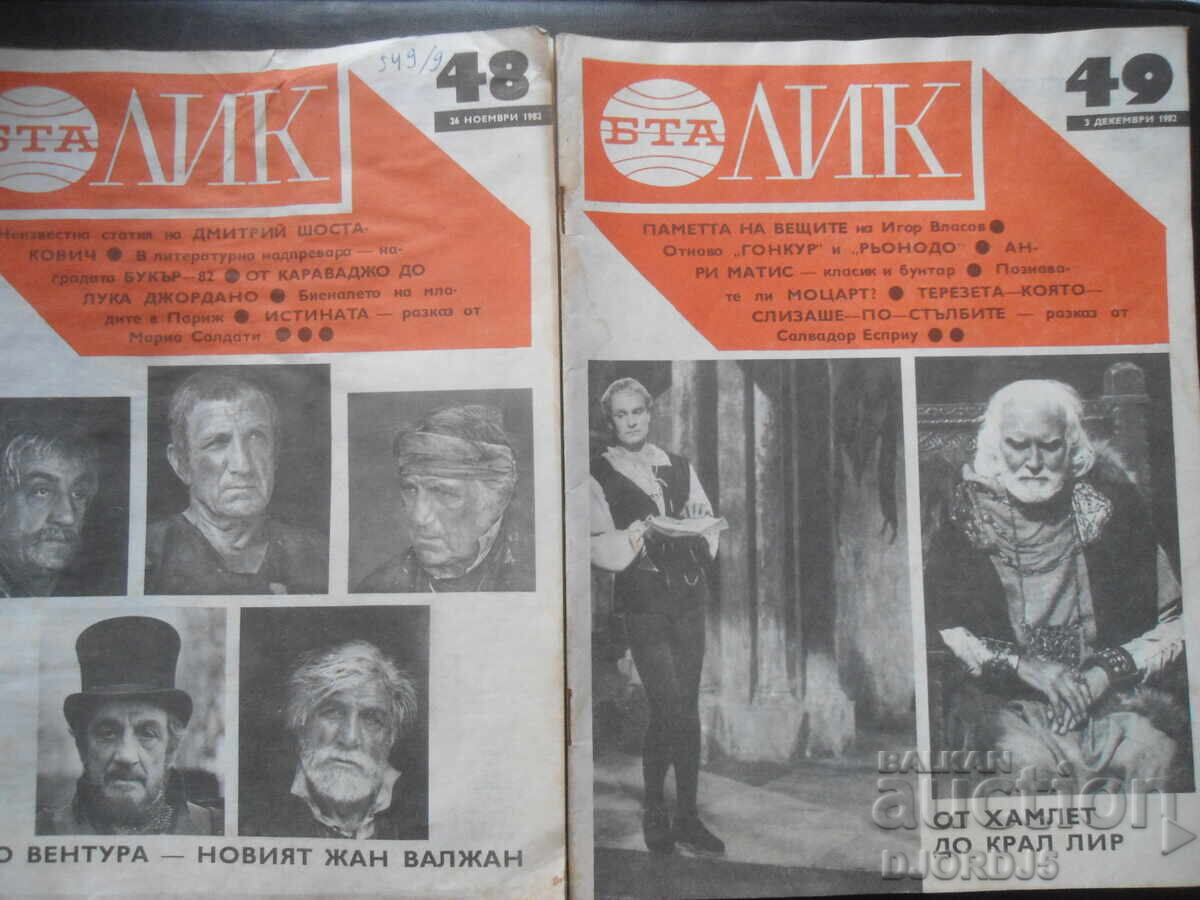 549/9
48
26 НОЕМВРИ 1982
БТА
ЛИК
Неизвестна статия на ДМИТРИЙ ШОСТА-
КОВИЧ ● В литературна надпревара — на-
градата БУКЪР—82 ● ОТ КАРАВАДЖО ДО
ЛУКА ДЖОРДАНО ● Биеналето на мла-
дите в Париж ● ИСТИНАТА — разказ от
Марио Солдати ●●●
О ВЕНТУРА — НОВИЯТ ЖАН ВАЛЖАН
49
3 ДЕКЕМВРИ 1982
БТА
ЛИК
ПАМЕТТА НА ВЕЩИТЕ на Игор Власов ●
Отново „ГОНКУР" и „РЬОНОДО" ● АН-
РИ МАТИС — класик и бунтар ● Познава-
те ли МОЦАРТ? ● ТЕРЕЗЕТА—КОЯТО—
СЛИЗАШЕ—ПО—СТЪЛБИТЕ — разказ от
Салвадор Есприу ●●
ОТ ХАМЛЕТ
ДО КРАЛ ЛИР
BALKAN
auction
DJORDJ5